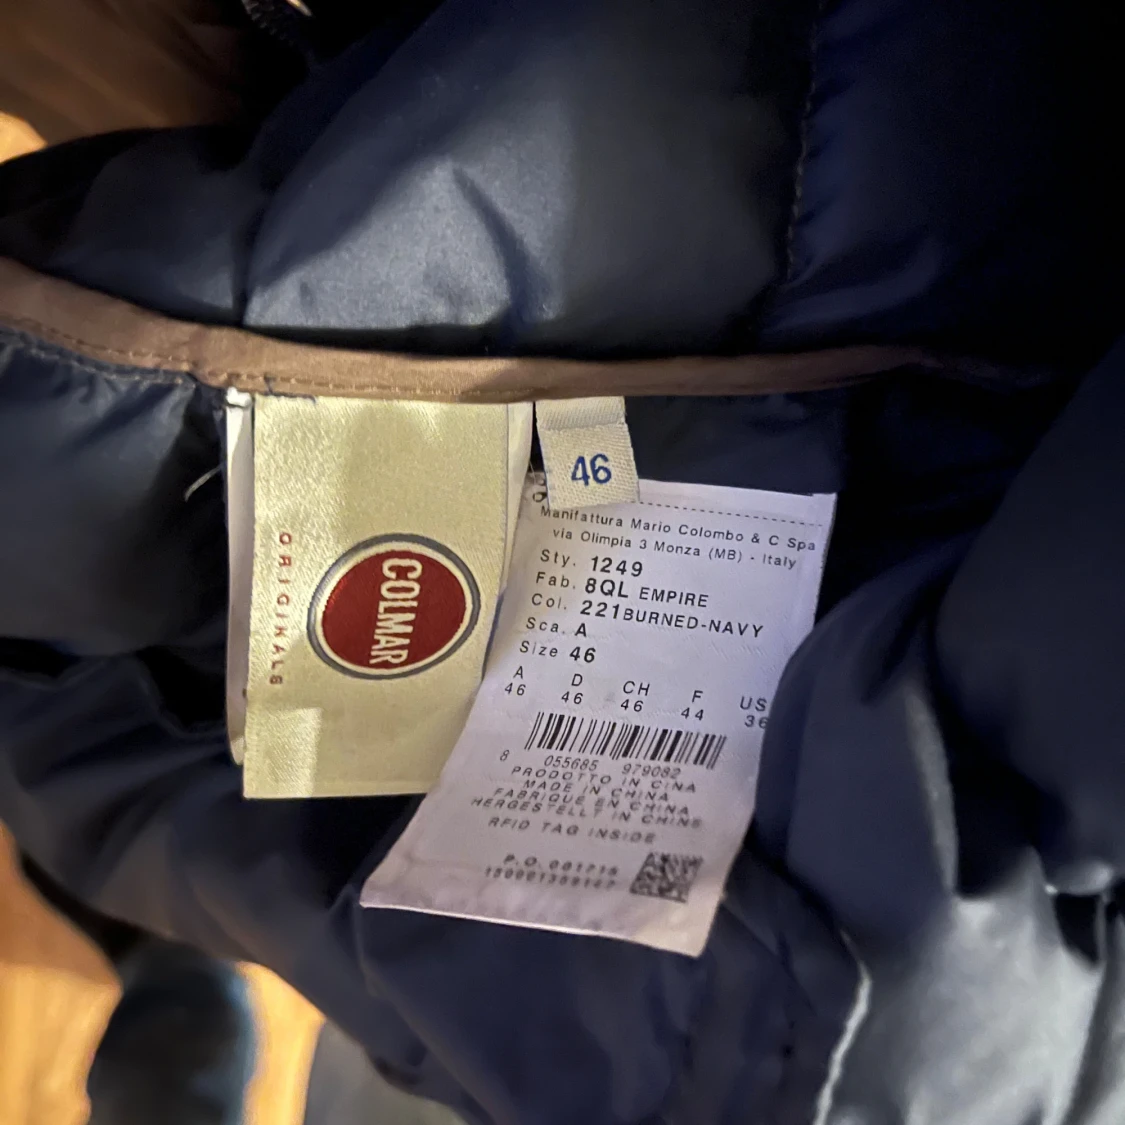 ORIGINALS
COLMAR
46
Manifattura Mario Colombo & C Spa
via Olimpia 3 Monza (MB) - Italy
Sty. 1249
Fab. 8QL EMPIRE
Col. 221BURNED-NAVY
Sca. A
Size 46
A D CH F US
46 46 46 44 36
8 055685 979082
PRODOTTO IN CINA
MADE IN CHINA
FABRIQUE EN CHINA
HERGESTELLT IN CHINA
RFID TAG INSIDE
P.O. 001716